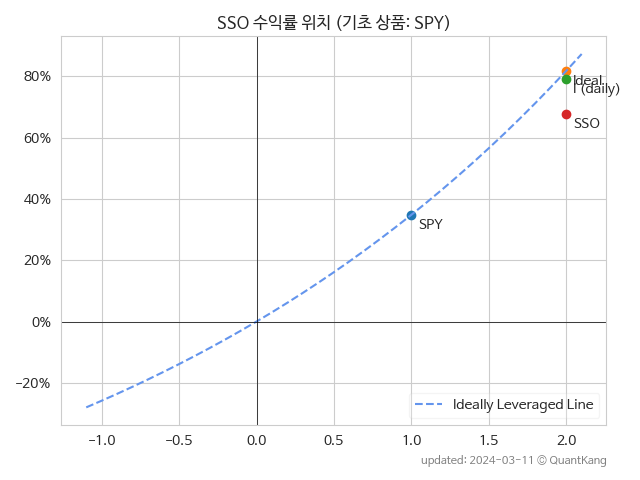 SSO 수익률 위치 (기초 상품: SPY)
80%
60%
40%
20%
0%
−20%
Ideal
l (daily)
SSO
SPY
Ideally Leveraged Line
−1.0 −0.5 0.0 0.5 1.0 1.5 2.0
updated: 2024-03-11 © QuantKang